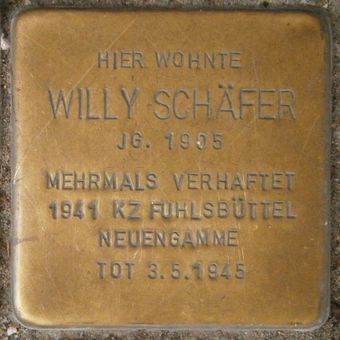 HIER WOHNTE
WILLY SCHÄFER
JG. 1905
MEHRMALS VERHAFTET
1941 KZ FUHLSBÜTTEL
NEUENGAMME
TOT 3.5.1945